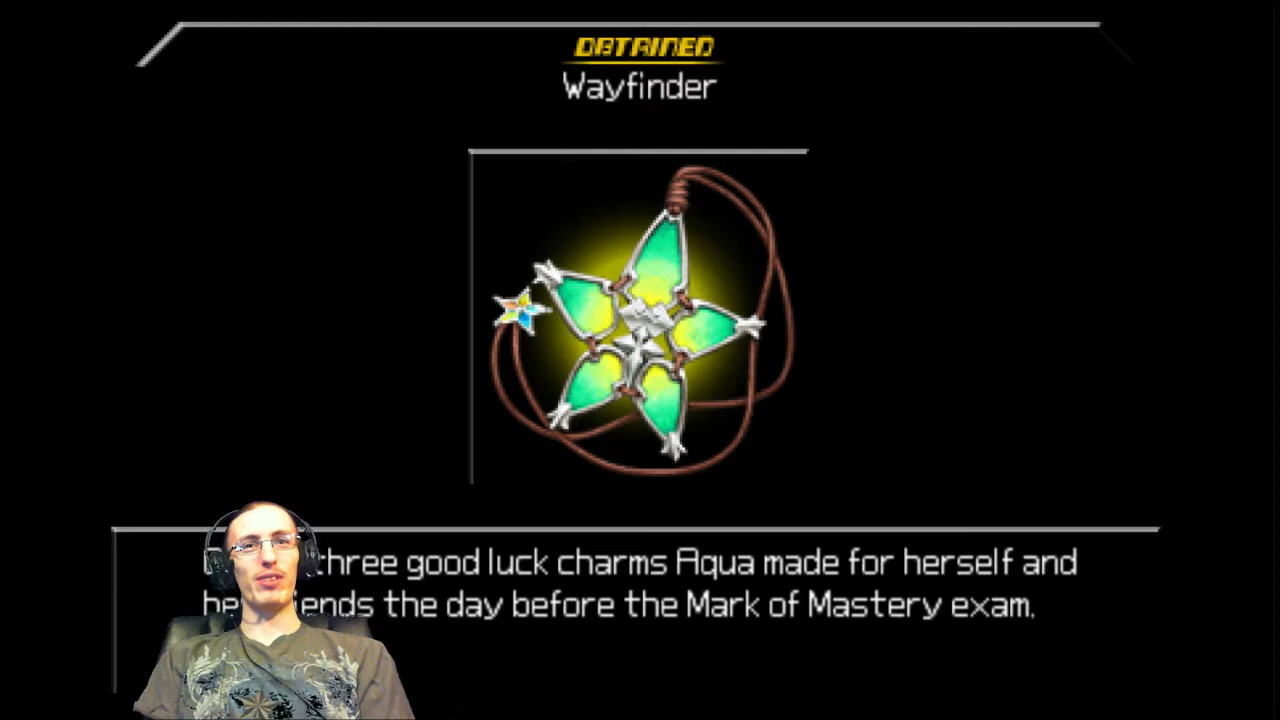 OBTAINED
Wayfinder
three good luck charms Aqua made for herself and
the day before the Mark of Mastery exam.